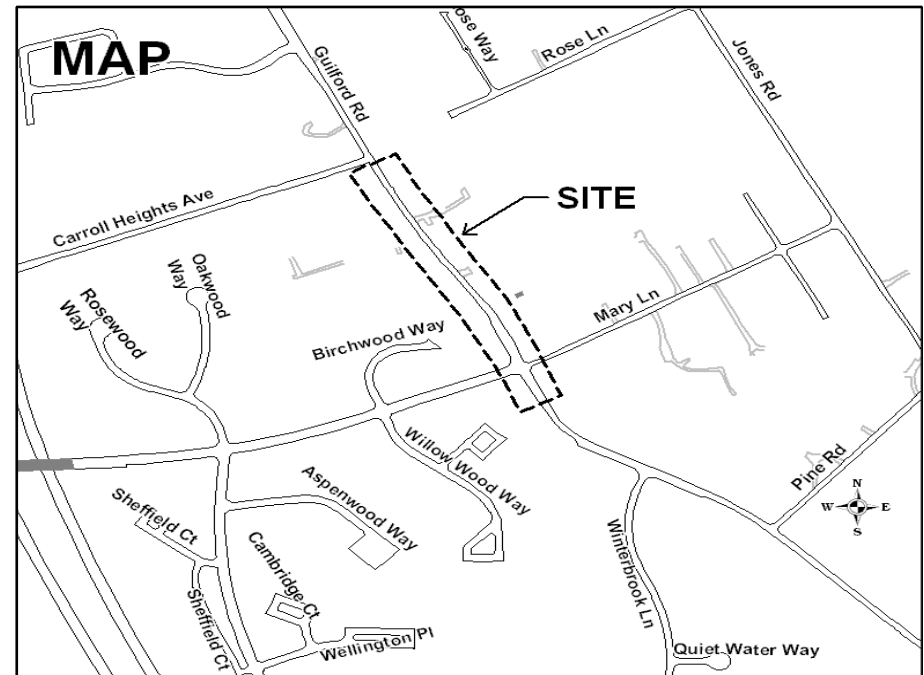 MAP
Guilford Rd
ose Way
Rose Ln
Jones Rd
SITE
Carroll Heights Ave
Oakwood
Way
Rosewood
Way
Birchwood Way
Mary Ln
Willow Wood Way
Pine Rd
N
W E
S
Aspenwood Way
Sheffield Ct
Cambridge Ct
Winterbrook Ln
Sheffield Ct
Wellington Pl
Quiet Water Way